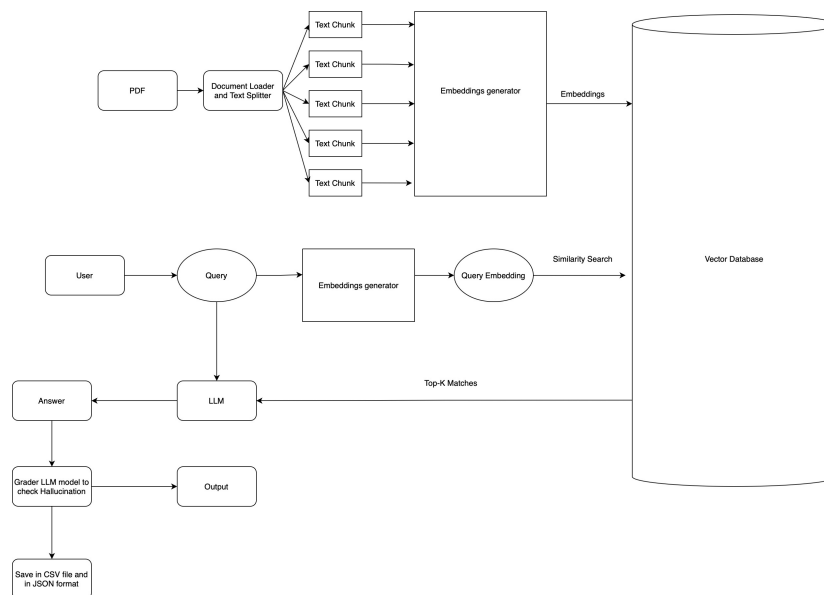 Text Chunk
Text Chunk
PDF
Document Loader
and Text Splitter
Text Chunk
Embeddings generator
Embeddings
Text Chunk
Text Chunk
User
Query
Embeddings generator
Query Embedding
Similarity Search
Vector Database
Top-K Matches
Answer
LLM
Grader LLM model to
check Hallucination
Output
Save in CSV file and
in JSON format